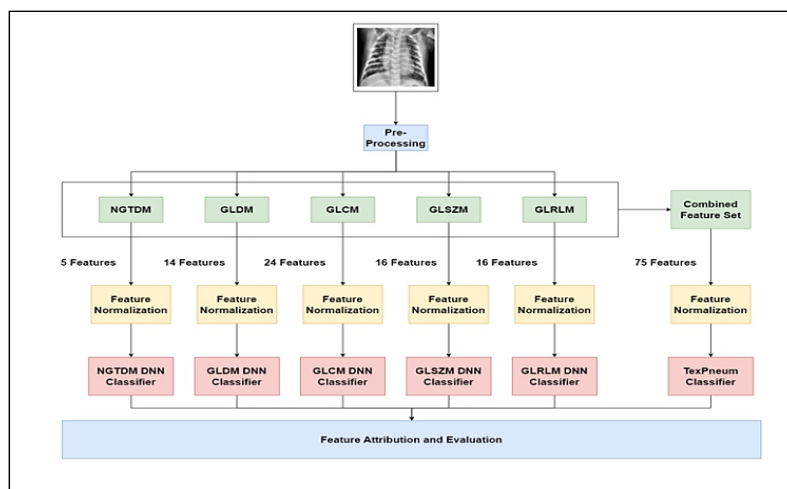 Pre-
Processing
NGTDM
GLDM
GLCM
GLSZM
GLRLM
Combined
Feature Set
5 Features
14 Features
24 Features
16 Features
16 Features
75 Features
Feature
Normalization
Feature
Normalization
Feature
Normalization
Feature
Normalization
Feature
Normalization
Feature
Normalization
NGTDM DNN
Classifier
GLDM DNN
Classifier
GLCM DNN
Classifier
GLSZM DNN
Classifier
GLRLM DNN
Classifier
TexPneum
Classifier
Feature Attribution and Evaluation